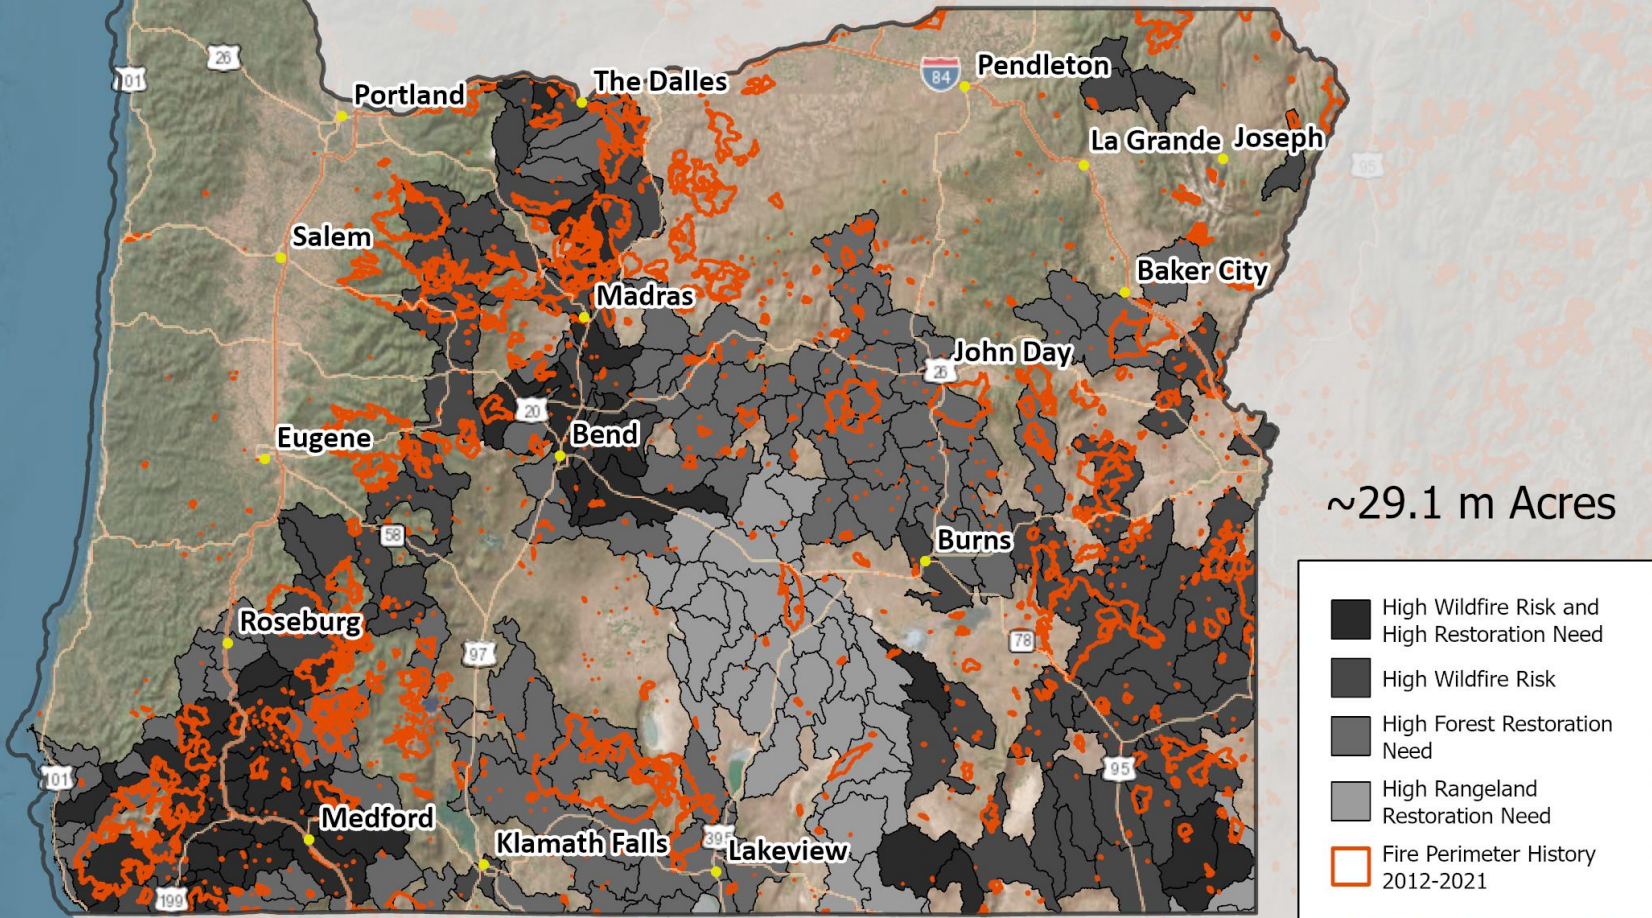 26
101
Portland
The Dalles
84
Pendleton
La Grande
Joseph
95
Salem
Madras
Baker City
John Day
26
20
Bend
Eugene
58
Burns
~29.1 m Acres
Roseburg
97
78
101
95
Medford
Klamath Falls
395
Lakeview
199
High Wildfire Risk and
High Restoration Need
High Wildfire Risk
High Forest Restoration
Need
High Rangeland
Restoration Need
Fire Perimeter History
2012-2021